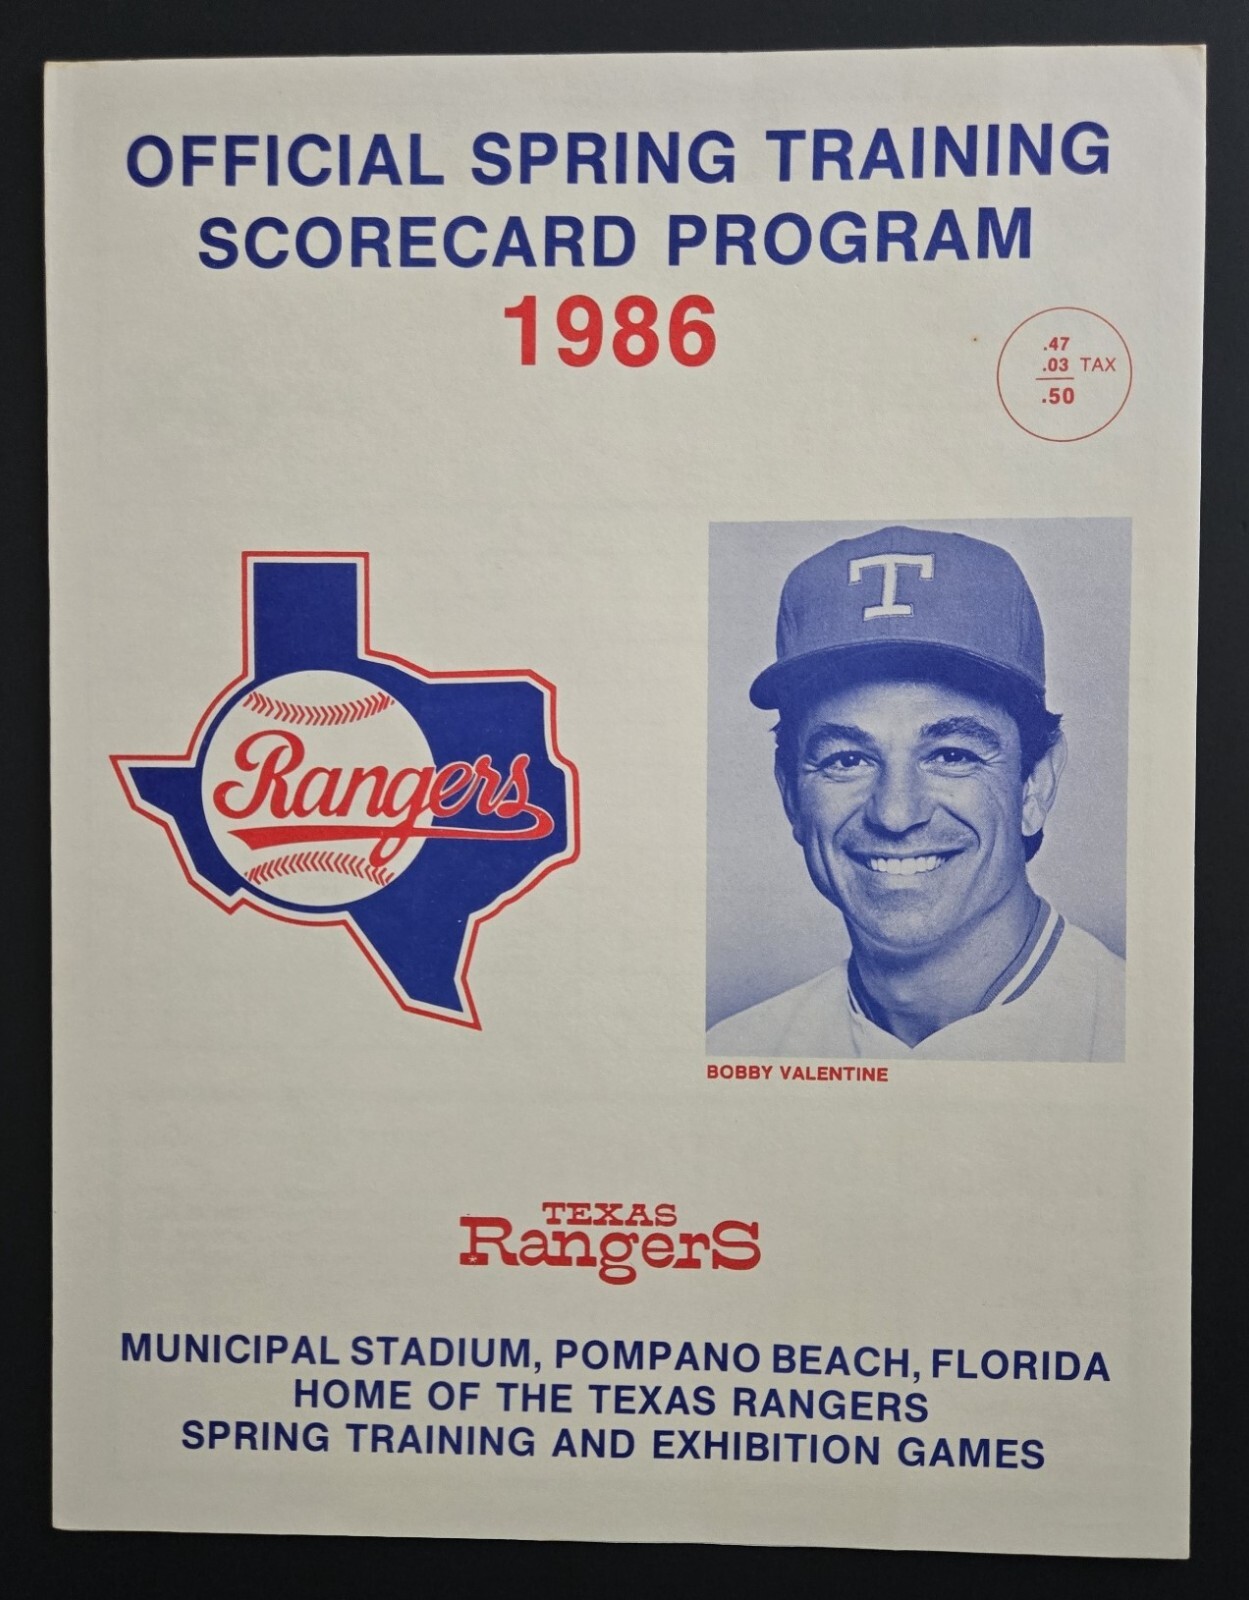 OFFICIAL SPRING TRAINING
SCORECARD PROGRAM
1986
.47
.03 TAX
.50
T
Rangers
BOBBY VALENTINE
TEXAS
RangerS
MUNICIPAL STADIUM, POMPANO BEACH, FLORIDA
HOME OF THE TEXAS RANGERS
SPRING TRAINING AND EXHIBITION GAMES